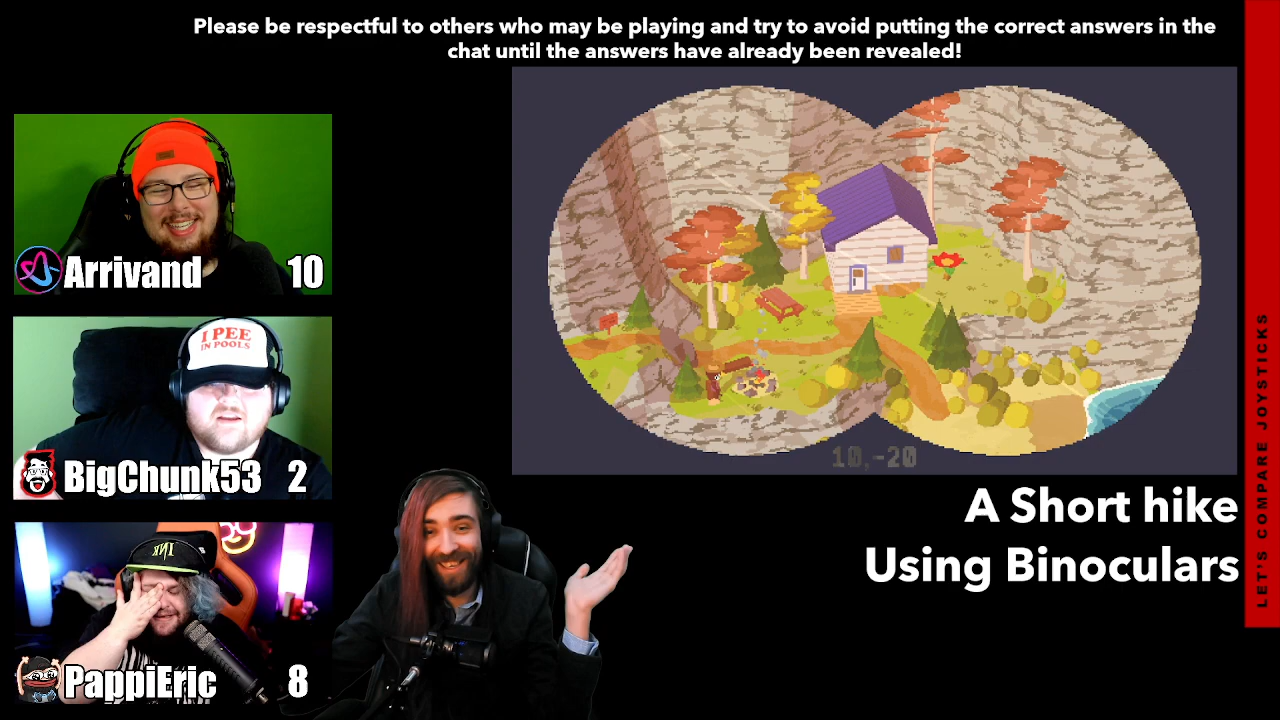 Please be respectful to others who may be playing and try to avoid putting the correct answers in the
chat until the answers have already been revealed!
Arrivand 10
I PEE
IN POOLS
BigChunk53 2
PappiEric 8
10,-20
A Short hike
Using Binoculars
LET'S COMPARE JOYSTICKS